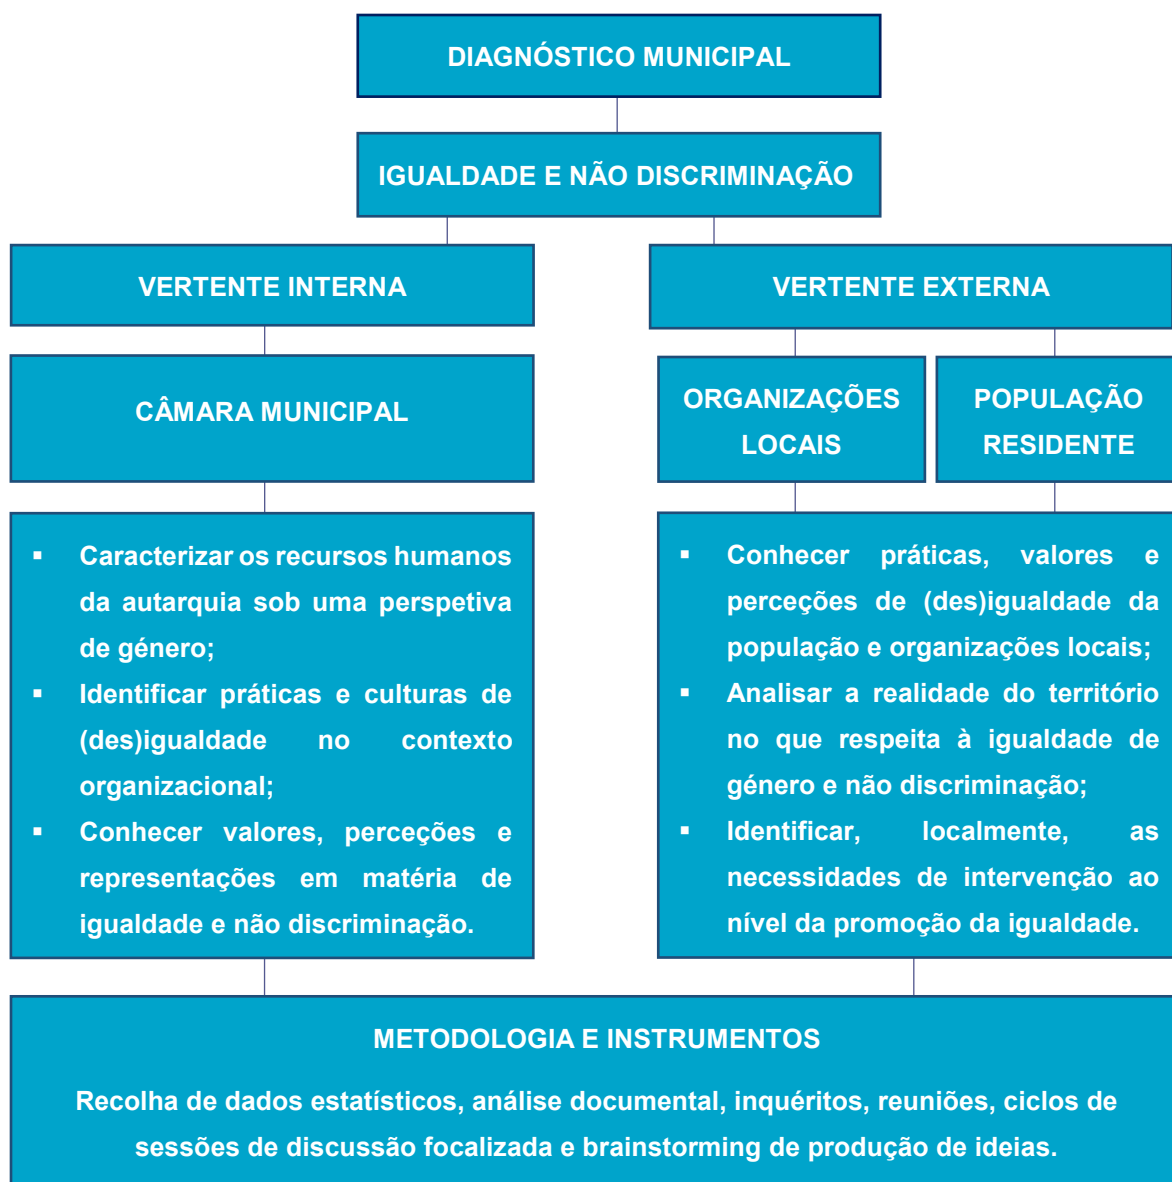 DIAGNÓSTICO MUNICIPAL
IGUALDADE E NÃO DISCRIMINAÇÃO
VERTENTE INTERNA
VERTENTE EXTERNA
CÂMARA MUNICIPAL
ORGANIZAÇÕES
LOCAIS
POPULAÇÃO
RESIDENTE
▪ Caracterizar os recursos humanos
da autarquia sob uma perspetiva
de género;
▪ Identificar práticas e culturas de
(des)igualdade no contexto
organizacional;
▪ Conhecer valores, perceções e
representações em matéria de
igualdade e não discriminação.
▪ Conhecer práticas, valores e
perceções de (des)igualdade da
população e organizações locais;
▪ Analisar a realidade do território
no que respeita à igualdade de
género e não discriminação;
▪ Identificar, localmente, as
necessidades de intervenção ao
nível da promoção da igualdade.
METODOLOGIA E INSTRUMENTOS
Recolha de dados estatísticos, análise documental, inquéritos, reuniões, ciclos de
sessões de discussão focalizada e brainstorming de produção de ideias.